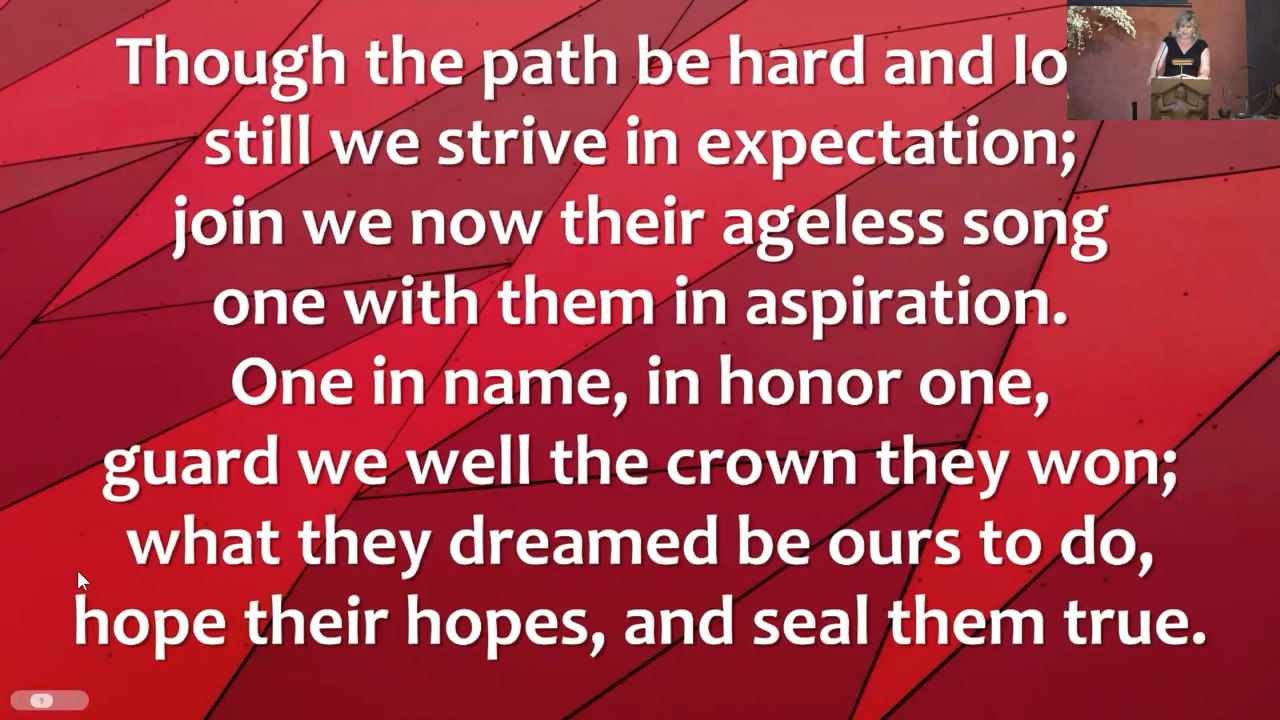 Though the path be hard and lo
still we strive in expectation;
join we now their ageless song
one with them in aspiration.
One in name, in honor one,
guard we well the crown they won;
what they dreamed be ours to do,
hope their hopes, and seal them true.
9